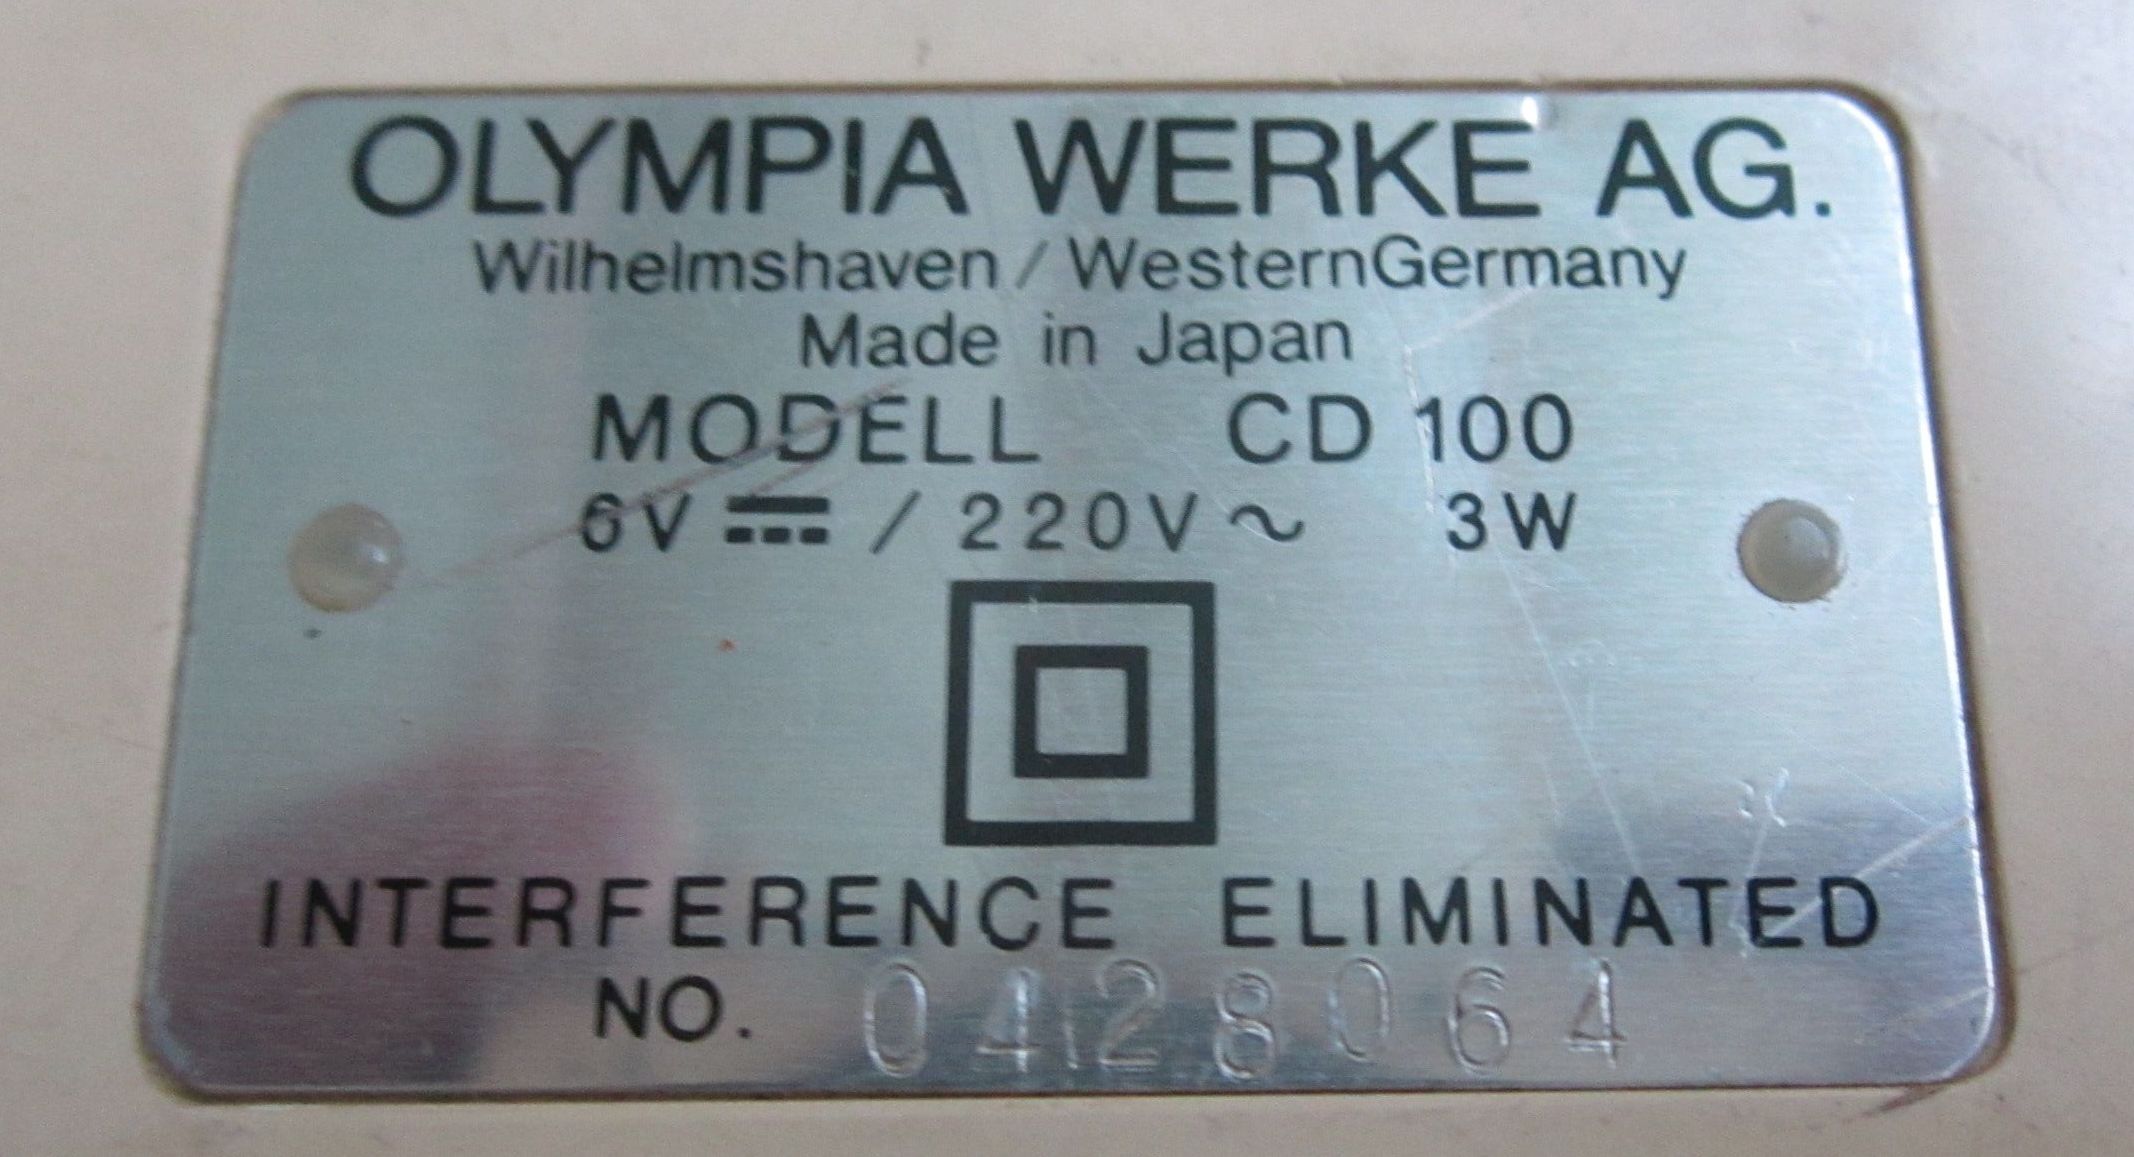 OLYMPIA WERKE AG.
Wilhelmshaven / WesternGermany
Made in Japan
MODELL CD 100
6V ⎓ / 220V ~ 3W
INTERFERENCE ELIMINATED
NO. 0428064